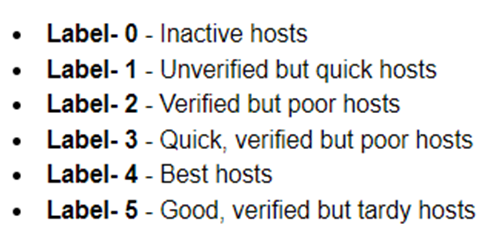 • Label- 0 - Inactive hosts
• Label- 1 - Unverified but quick hosts
• Label- 2 - Verified but poor hosts
• Label- 3 - Quick, verified but poor hosts
• Label- 4 - Best hosts
• Label- 5 - Good, verified but tardy hosts